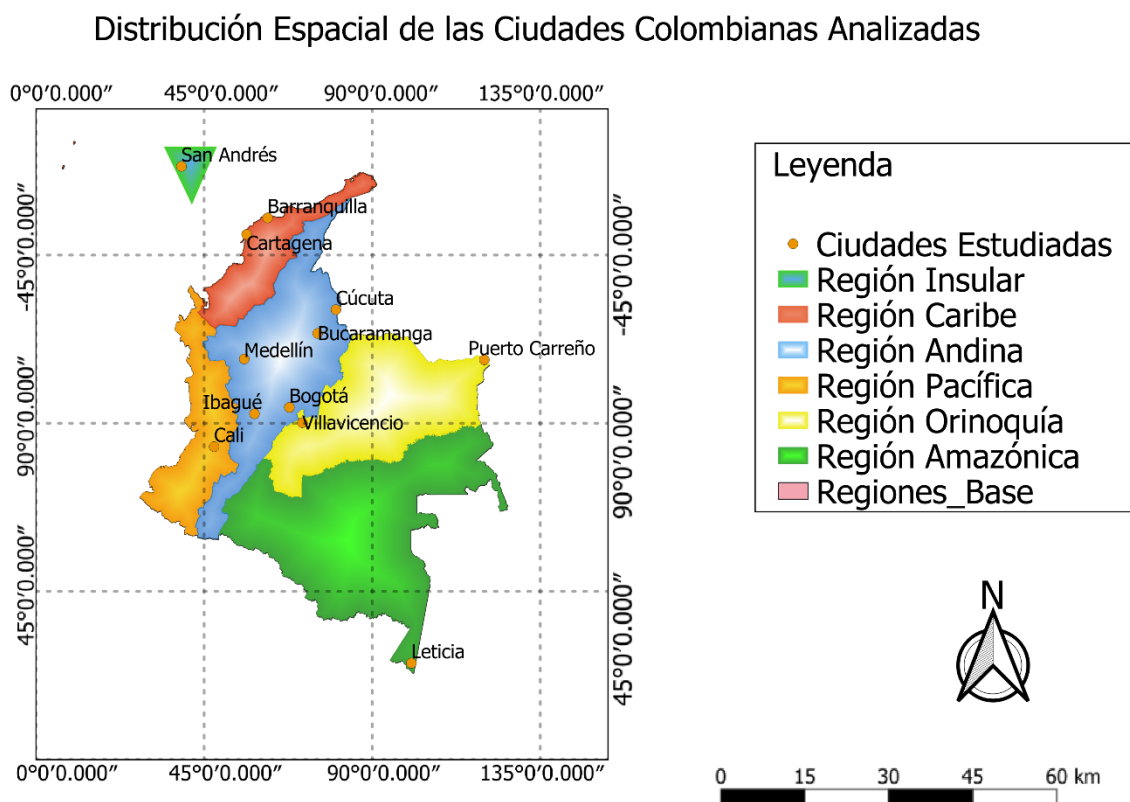 Distribución Espacial de las Ciudades Colombianas Analizadas
0°0'0.000" 45°0'0.000" 90°0'0.000" 135°0'0.000"
San Andrés
Barranquilla
Cartagena
Cúcuta
Bucaramanga
Medellín
Puerto Carreño
Ibagué
Bogotá
Villavicencio
Cali
Leticia
-45°0'0.000"
90°0'0.000"
45°0'0.000"
-45°0'0.000"
90°0'0.000"
45°0'0.000"
0°0'0.000" 45°0'0.000" 90°0'0.000" 135°0'0.000"
Leyenda
Ciudades Estudiadas
Región Insular
Región Caribe
Región Andina
Región Pacífica
Región Orinoquía
Región Amazónica
Regiones_Base
N
0 15 30 45 60 km